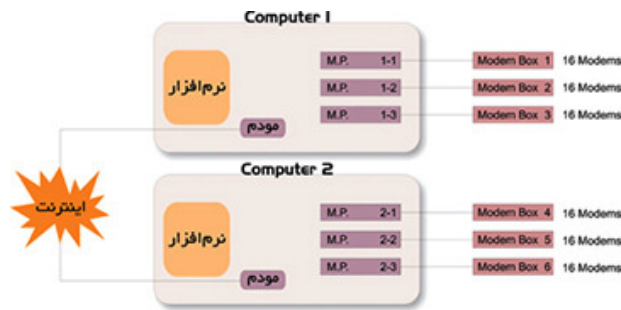 Computer 1
نرم‌افزار
M.P. 1-1
Modem Box 1
16 Modems
M.P. 1-2
Modem Box 2
16 Modems
M.P. 1-3
Modem Box 3
16 Modems
مودم
اینترنت
Computer 2
نرم‌افزار
M.P. 2-1
Modem Box 4
16 Modems
M.P. 2-2
Modem Box 5
16 Modems
M.P. 2-3
Modem Box 6
16 Modems
مودم